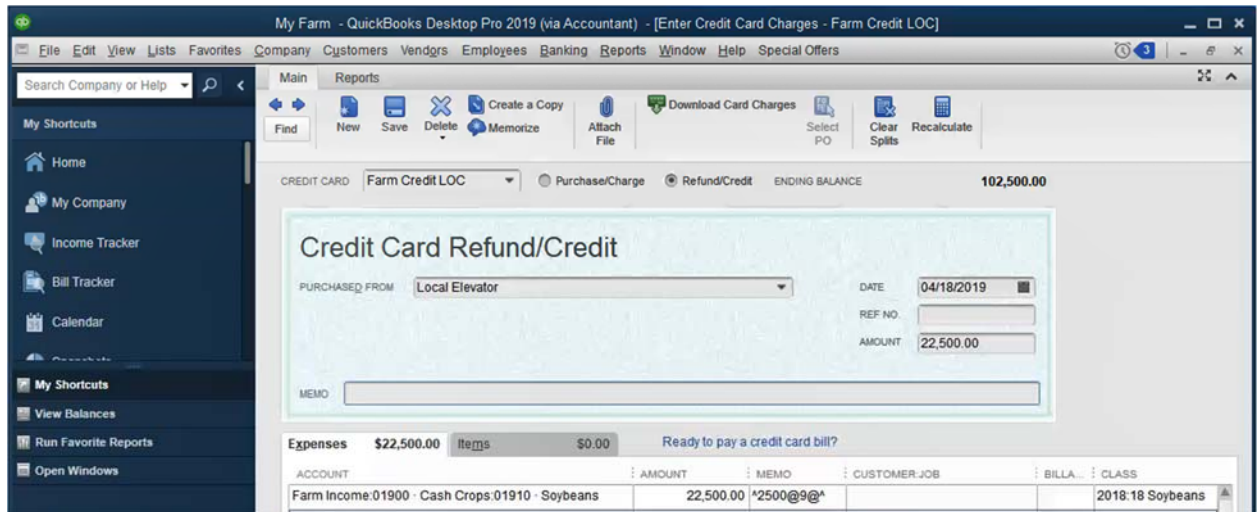 My Farm - QuickBooks Desktop Pro 2019 (via Accountant) - [Enter Credit Card Charges - Farm Credit LOC]
File Edit View Lists Favorites Company Customers Vendors Employees Banking Reports Window Help Special Offers 3
Search Company or Help
Main Reports
Find New Save Delete Create a Copy Memorize Attach File Download Card Charges Select PO Clear Splits Recalculate
My Shortcuts
Home
My Company
Income Tracker
Bill Tracker
Calendar
My Shortcuts
View Balances
Run Favorite Reports
Open Windows
CREDIT CARD Farm Credit LOC Purchase/Charge Refund/Credit ENDING BALANCE 102,500.00
Credit Card Refund/Credit
PURCHASED FROM Local Elevator DATE 04/18/2019
REF NO.
AMOUNT 22,500.00
MEMO
Expenses $22,500.00 Items $0.00 Ready to pay a credit card bill?
ACCOUNT AMOUNT MEMO CUSTOMER:JOB BILLA... CLASS
Farm Income:01900 · Cash Crops:01910 · Soybeans 22,500.00 ^2500@9@^ 2018:18 Soybeans